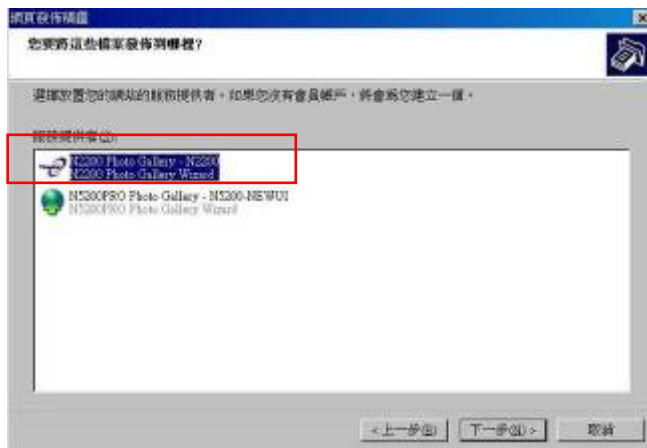 網頁發佈精靈
您要將這些檔案發佈到哪裡?
選擇放置您的網站的服務提供者。如果您沒有會員帳戶，將會為您建立一個。
服務提供者(S):
N2200 Photo Gallery - N2200
N2200 Photo Gallery Wizard
N5200PRO Photo Gallery - N5200-NEWUI
N5200PRO Photo Gallery Wizard
<上一步(B) 下一步(N)> 取消